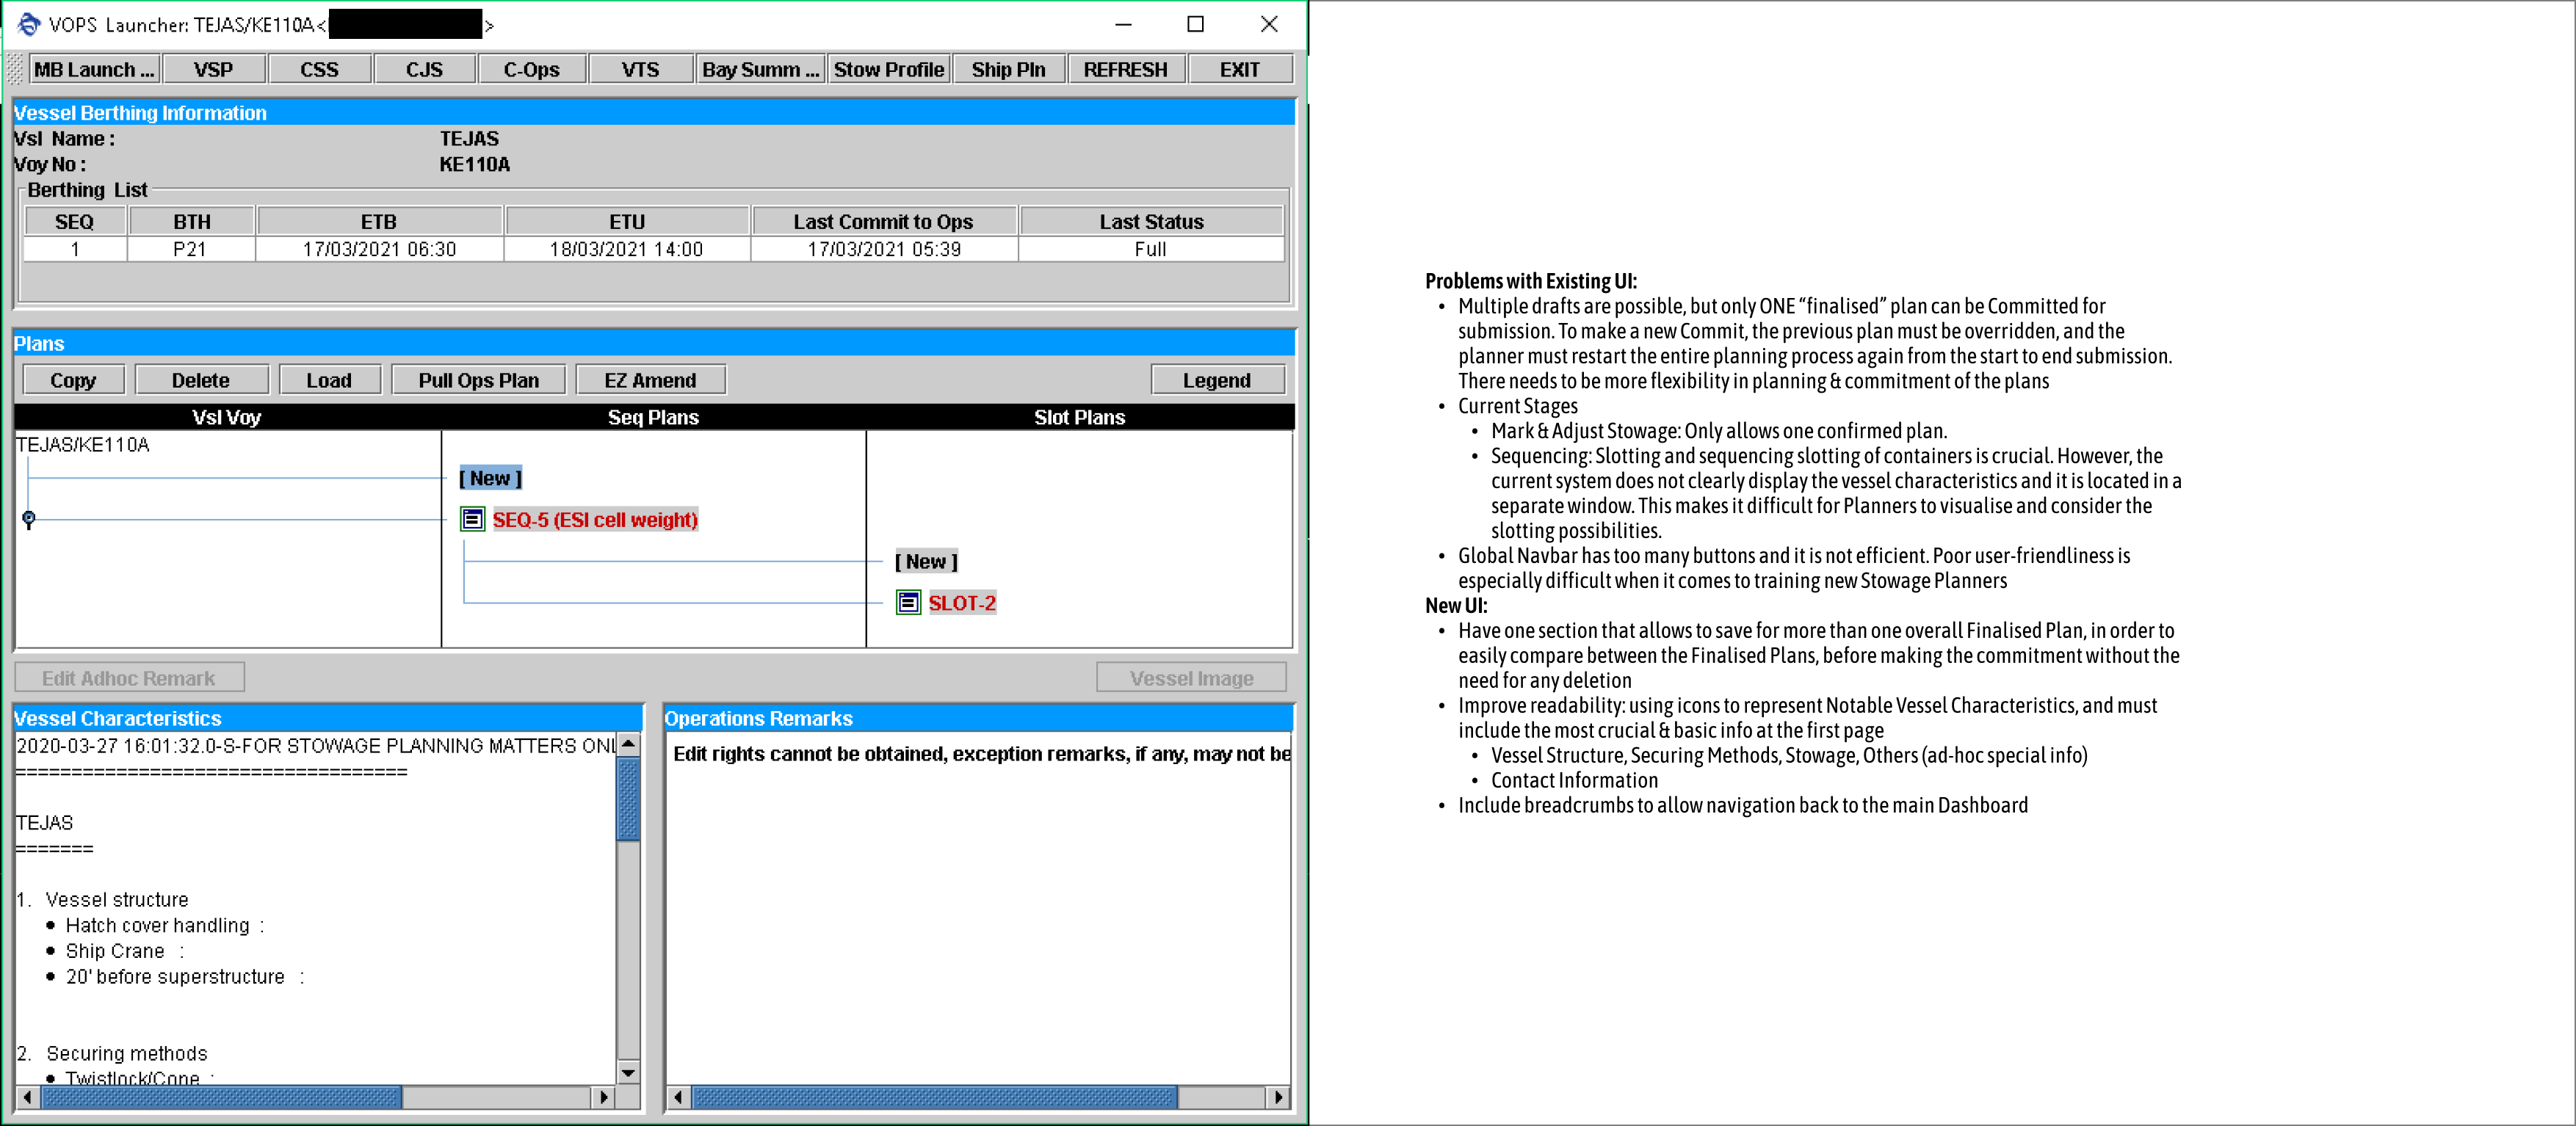 VOPS Launcher: TEJAS/KE110A< >
MB Launch ... VSP CSS CJS C-Ops VTS Bay Summ ... Stow Profile Ship Pln REFRESH EXIT
Vessel Berthing Information
Vsl Name : TEJAS
Voy No : KE110A
Berthing List
SEQ BTH ETB ETU Last Commit to Ops Last Status
1 P21 17/03/2021 06:30 18/03/2021 14:00 17/03/2021 05:39 Full
Plans
Copy Delete Load Pull Ops Plan EZ Amend Legend
Vsl Voy Seq Plans Slot Plans
TEJAS/KE110A
[ New ]
SEQ-5 (ESI cell weight)
[ New ]
SLOT-2
Edit Adhoc Remark Vessel Image
Vessel Characteristics
2020-03-27 16:01:32.0-S-FOR STOWAGE PLANNING MATTERS ONL
===================================
TEJAS
=======
1. Vessel structure
• Hatch cover handling :
• Ship Crane :
• 20' before superstructure :
2. Securing methods
• Twistlock/Cone :
Operations Remarks
Edit rights cannot be obtained, exception remarks, if any, may not be
Problems with Existing UI:
• Multiple drafts are possible, but only ONE “finalised” plan can be Committed for
submission. To make a new Commit, the previous plan must be overridden, and the
planner must restart the entire planning process again from the start to end submission.
There needs to be more flexibility in planning & commitment of the plans
• Current Stages
• Mark & Adjust Stowage: Only allows one confirmed plan.
• Sequencing: Slotting and sequencing slotting of containers is crucial. However, the
current system does not clearly display the vessel characteristics and it is located in a
separate window. This makes it difficult for Planners to visualise and consider the
slotting possibilities.
• Global Navbar has too many buttons and it is not efficient. Poor user-friendliness is
especially difficult when it comes to training new Stowage Planners
New UI:
• Have one section that allows to save for more than one overall Finalised Plan, in order to
easily compare between the Finalised Plans, before making the commitment without the
need for any deletion
• Improve readability: using icons to represent Notable Vessel Characteristics, and must
include the most crucial & basic info at the first page
• Vessel Structure, Securing Methods, Stowage, Others (ad-hoc special info)
• Contact Information
• Include breadcrumbs to allow navigation back to the main Dashboard